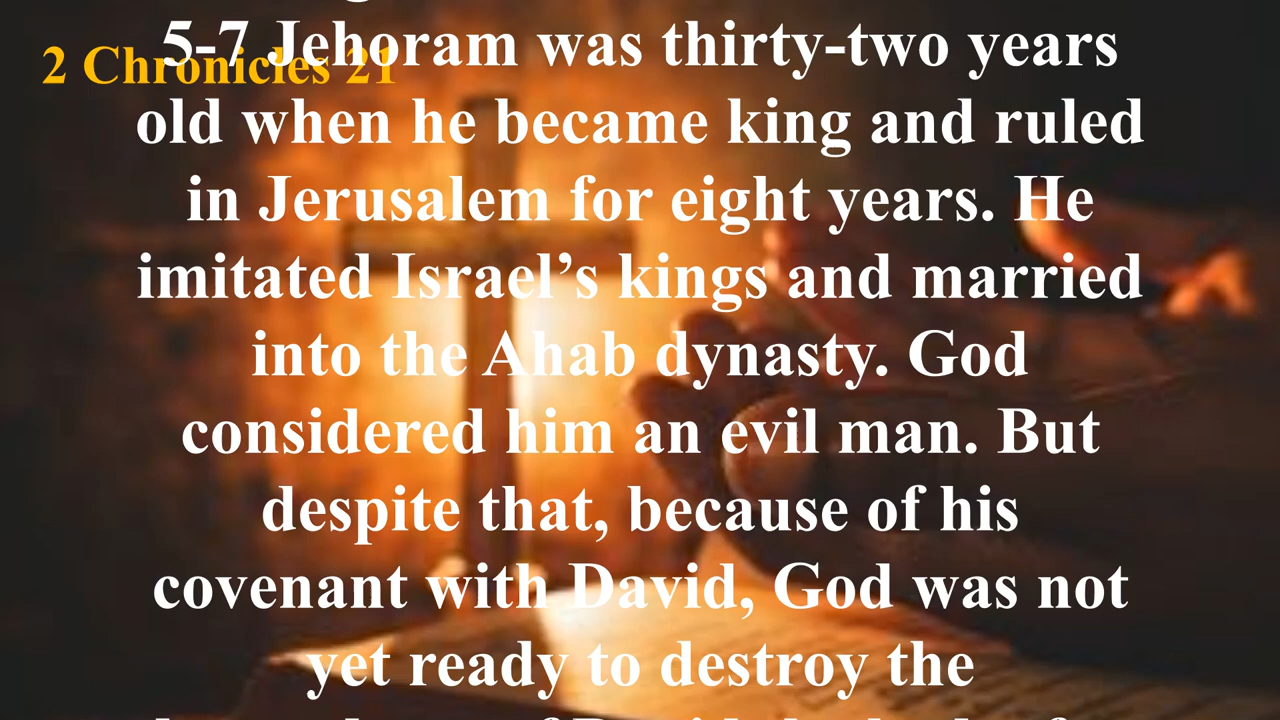 2 Chronicles 21
5-7 Jehoram was thirty-two years
old when he became king and ruled
in Jerusalem for eight years. He
imitated Israel’s kings and married
into the Ahab dynasty. God
considered him an evil man. But
despite that, because of his
covenant with David, God was not
yet ready to destroy the